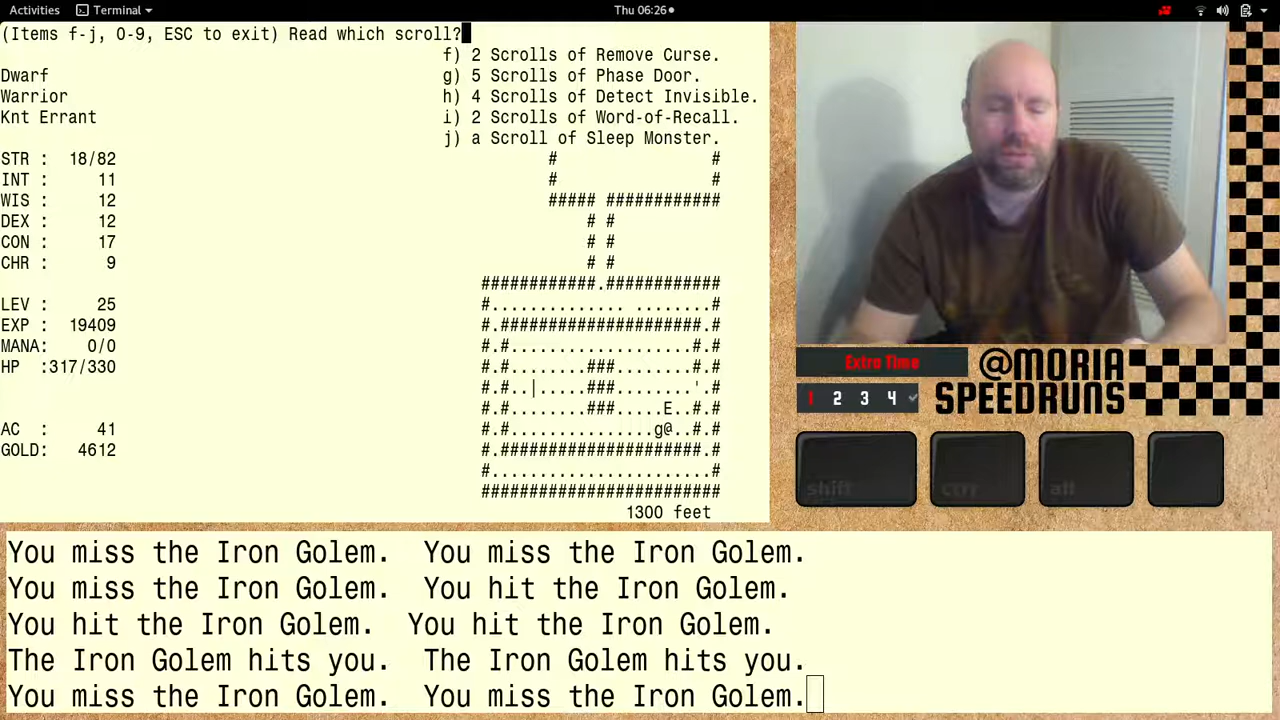 Activities Terminal Thu 06:26
(Items f-j, 0-9, ESC to exit) Read which scroll?
f) 2 Scrolls of Remove Curse.
Dwarf g) 5 Scrolls of Phase Door.
Warrior h) 4 Scrolls of Detect Invisible.
Knt Errant i) 2 Scrolls of Word-of-Recall.
j) a Scroll of Sleep Monster.
STR : 18/82 # #
INT : 11 # #
WIS : 12 ##### ############
DEX : 12 # #
CON : 17 # #
CHR : 9 # #
############.############
LEV : 25 #.............. ........#
EXP : 19409 #.#####################.#
MANA: 0/0 #.#...................#.#
HP :317/330 #.#........###........#.#
#.#..|.....###........'.#
#.#........###.....E..#.#
AC : 41 #.#...............g@..#.#
GOLD: 4612 #.#####################.#
#.......................#
#########################
1300 feet
Extra Time
1 2 3 4
@MORIA
SPEEDRUNS
shift
alt
You miss the Iron Golem. You miss the Iron Golem.
You miss the Iron Golem. You hit the Iron Golem.
You hit the Iron Golem. You hit the Iron Golem.
The Iron Golem hits you. The Iron Golem hits you.
You miss the Iron Golem. You miss the Iron Golem.